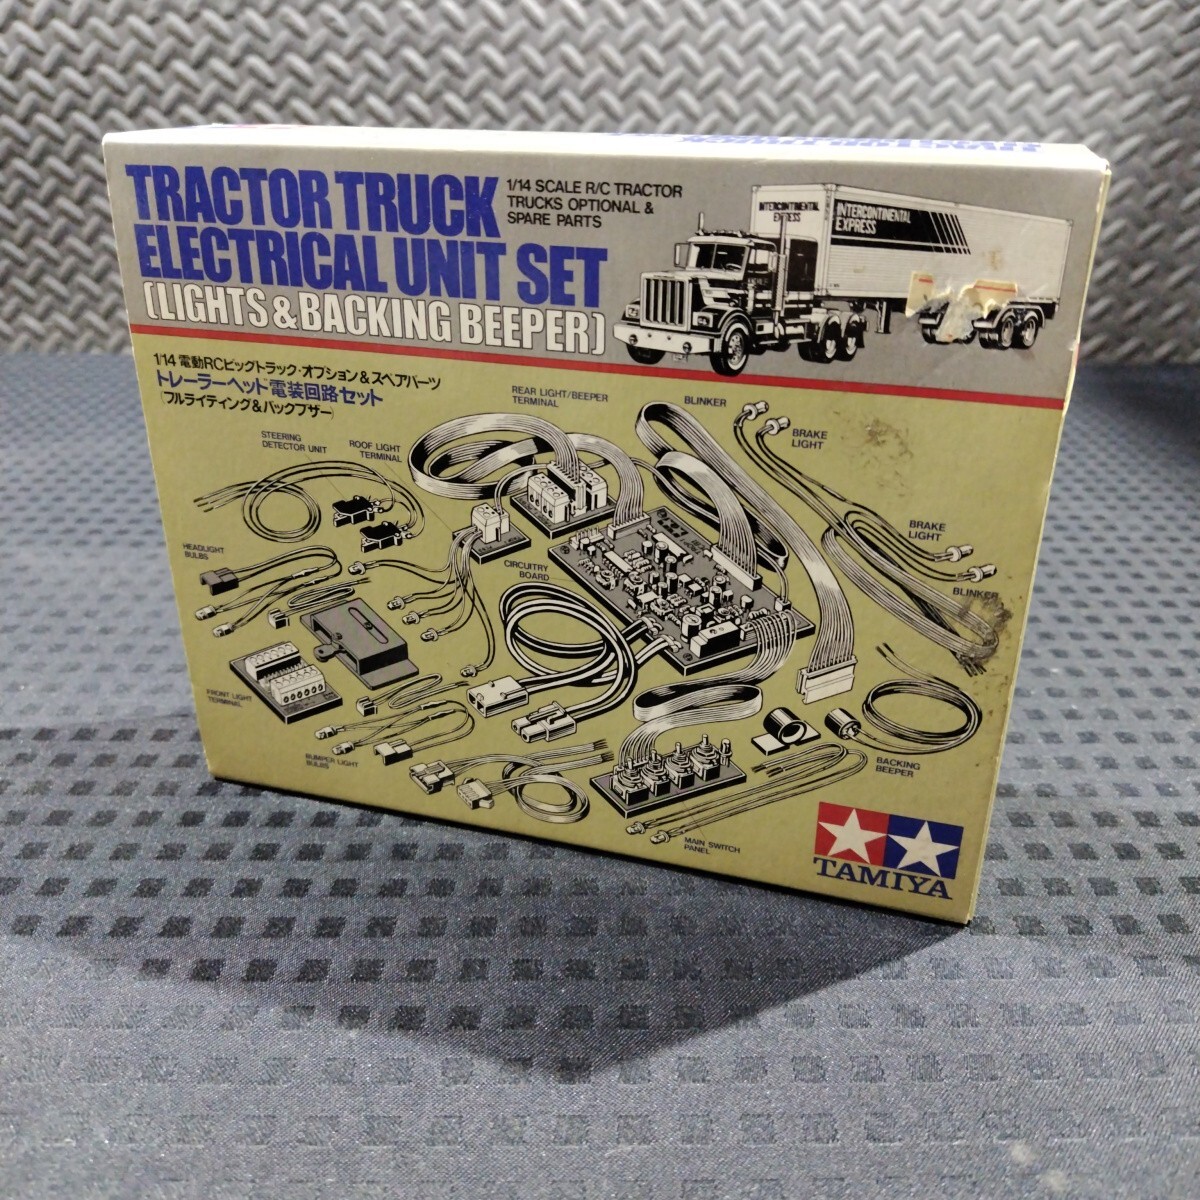 TRACTOR TRUCK
ELECTRICAL UNIT SET
(LIGHTS & BACKING BEEPER)
1/14 SCALE R/C TRACTOR
TRUCKS OPTIONAL &
SPARE PARTS
INTERCONTINENTAL
EXPRESS
INTERCONTINENTAL
EXPRESS
1/14 電動RCビッグトラック・オプション&スペアパーツ
トレーラーヘッド電装回路セット
(フルライティング&バックブザー)
REAR LIGHT/BEEPER
TERMINAL
BLINKER
BRAKE
LIGHT
STEERING
DETECTOR UNIT
ROOF LIGHT
TERMINAL
BRAKE
LIGHT
HEADLIGHT
BULBS
CIRCUITRY
BOARD
BLINKER
FRONT LIGHT
TERMINAL
BUMPER LIGHT
BULBS
BACKING
BEEPER
MAIN SWITCH
PANEL
TAMIYA